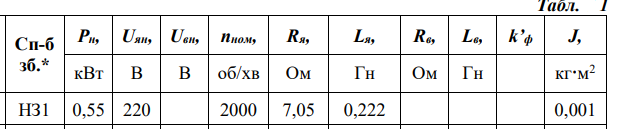 Табл. 1
Сп-б зб.* Pн, Uян, Uвн, nном, Rя, Lя, Rв, Lв, k’ф J,
кВт В В об/хв Ом Гн Ом Гн кг·м²
НЗ1 0,55 220 2000 7,05 0,222 0,001